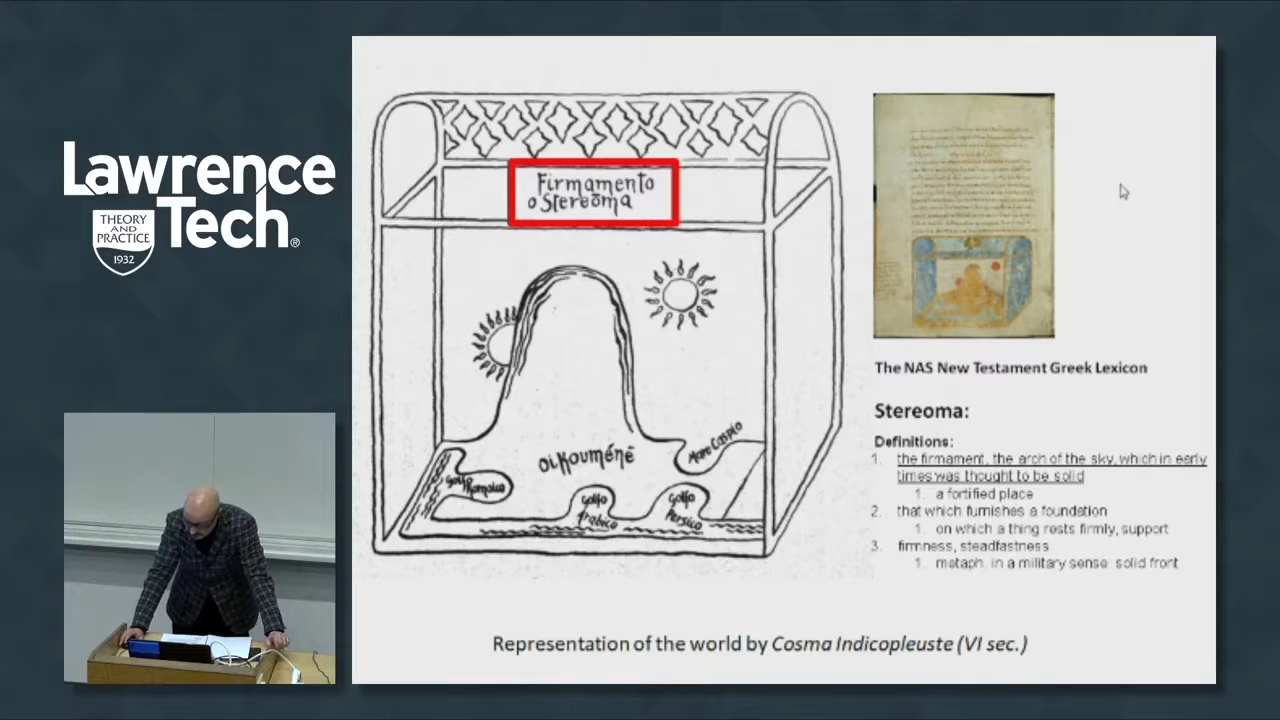 Lawrence
Tech®
THEORY
AND
PRACTICE
1932
Firmamento
o Stereoma
oikouméné
Mare Caspio
Golfo
Romaico
Golfo
Arabico
Golfo
Persico
The NAS New Testament Greek Lexicon
Stereoma:
Definitions:
1. the firmament, the arch of the sky, which in early
times was thought to be solid
1. a fortified place
2. that which furnishes a foundation
1. on which a thing rests firmly, support
3. firmness, steadfastness
1. metaph. in a military sense: solid front
Representation of the world by Cosma Indicopleuste (VI sec.)